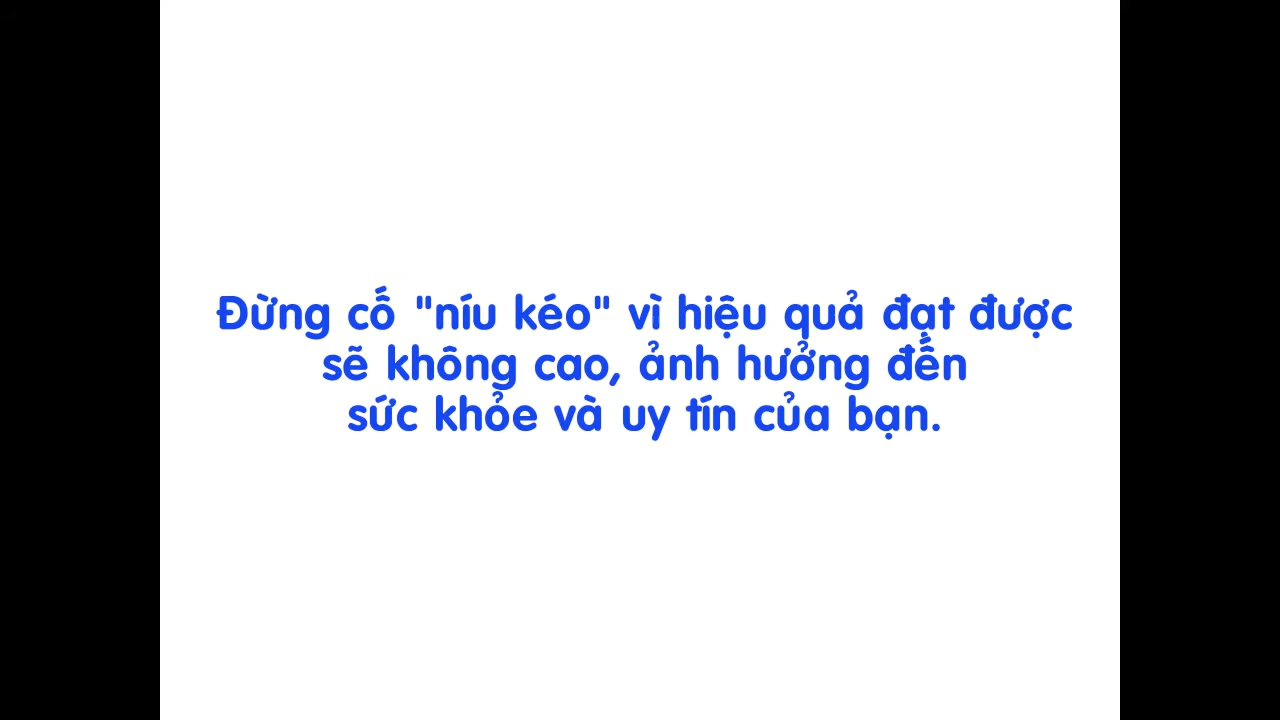 Đừng cố "níu kéo" vì hiệu quả đạt được
sẽ không cao, ảnh hưởng đến
sức khỏe và uy tín của bạn.